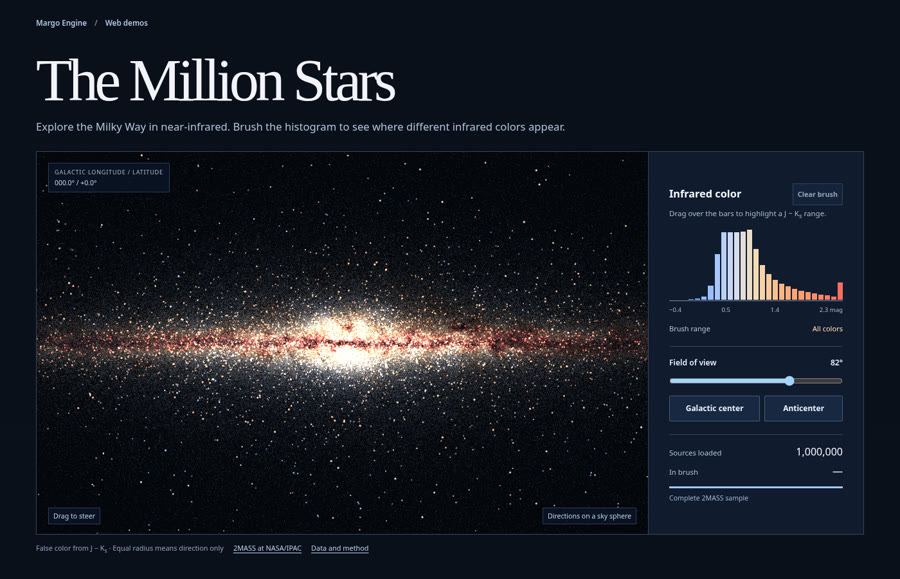 Margo Engine / Web demos
The Million Stars
Explore the Milky Way in near-infrared. Brush the histogram to see where different infrared colors appear.
GALACTIC LONGITUDE / LATITUDE
000.0° / +0.0°
Drag to steer
Directions on a sky sphere
Infrared color
Clear brush
Drag over the bars to highlight a J − Kₛ range.
−0.4 0.5 1.4 2.3 mag
Brush range All colors
Field of view 82°
Galactic center Anticenter
Sources loaded 1,000,000
In brush —
Complete 2MASS sample
False color from J − Kₛ · Equal radius means direction only 2MASS at NASA/IPAC Data and method